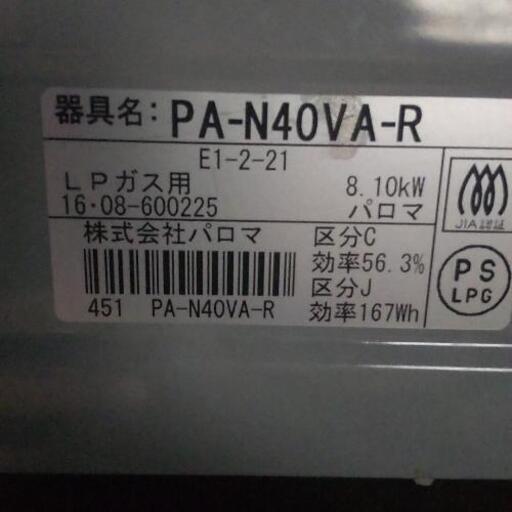 器具名: PA-N40VA-R
E1-2-21
LPガス用 8.10kW
16・08-600225 パロマ
株式会社パロマ 区分C
効率56.3%
区分J
451 PA-N40VA-R 効率167Wh
JIA認証
PS
LPG